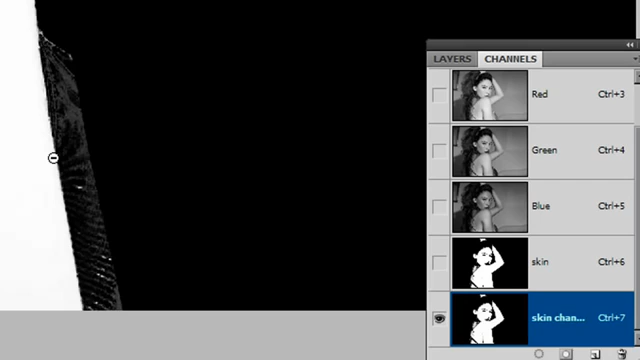 LAYERS CHANNELS
Red Ctrl+3
Green Ctrl+4
Blue Ctrl+5
skin Ctrl+6
skin chan... Ctrl+7